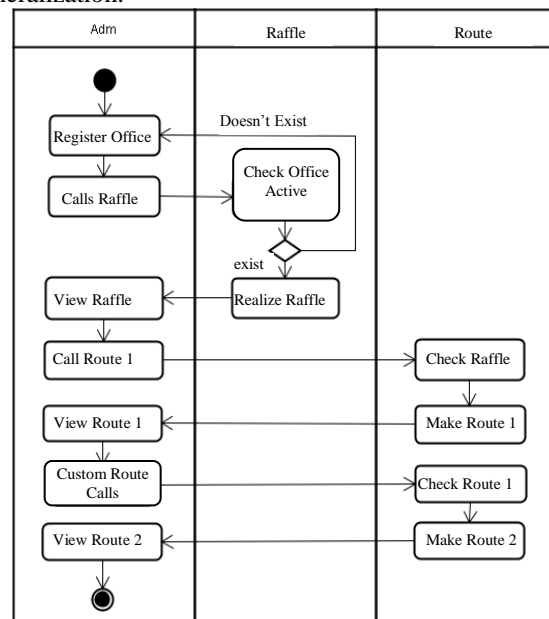 Adm
Raffle
Route
Doesn't Exist
Register Office
Check Office
Active
Calls Raffle
exist
View Raffle
Realize Raffle
Call Route 1
Check Raffle
View Route 1
Make Route 1
Custom Route
Calls
Check Route 1
View Route 2
Make Route 2